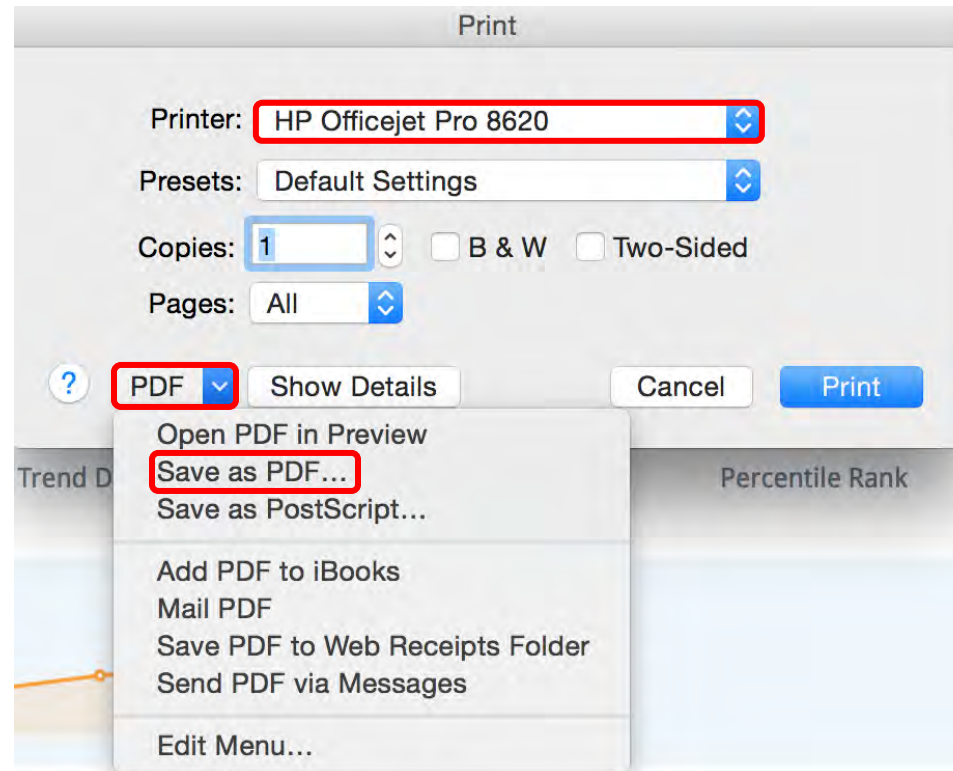 Print
Printer: HP Officejet Pro 8620
Presets: Default Settings
Copies: 1 B & W Two-Sided
Pages: All
? PDF Show Details Cancel Print
Open PDF in Preview
Trend D Save as PDF... Percentile Rank
Save as PostScript...
Add PDF to iBooks
Mail PDF
Save PDF to Web Receipts Folder
Send PDF via Messages
Edit Menu...